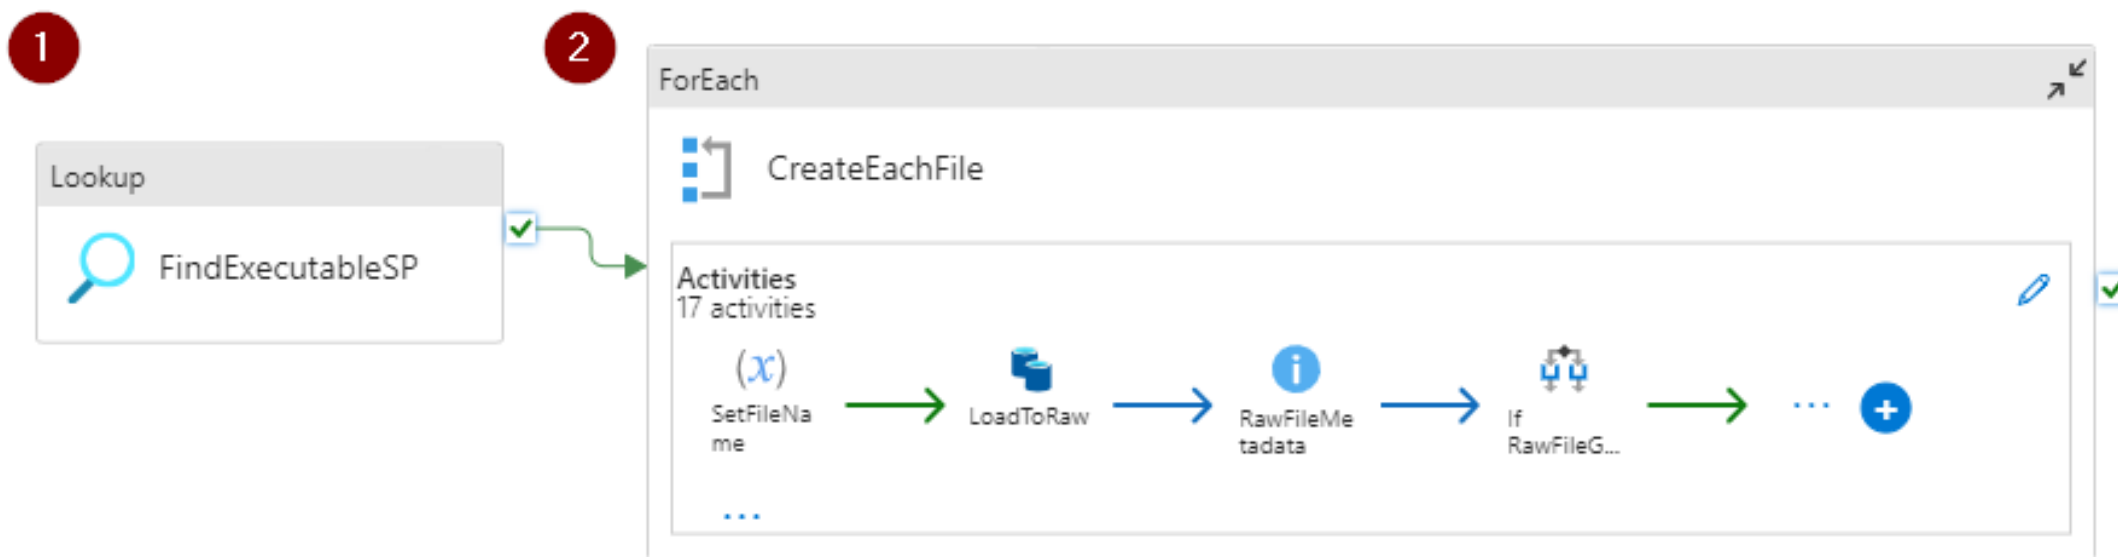 1
2
ForEach
CreateEachFile
Lookup
FindExecutableSP
Activities
17 activities
(x)
SetFileNa
me
LoadToRaw
RawFileMe
tadata
If
RawFileG...
...
...